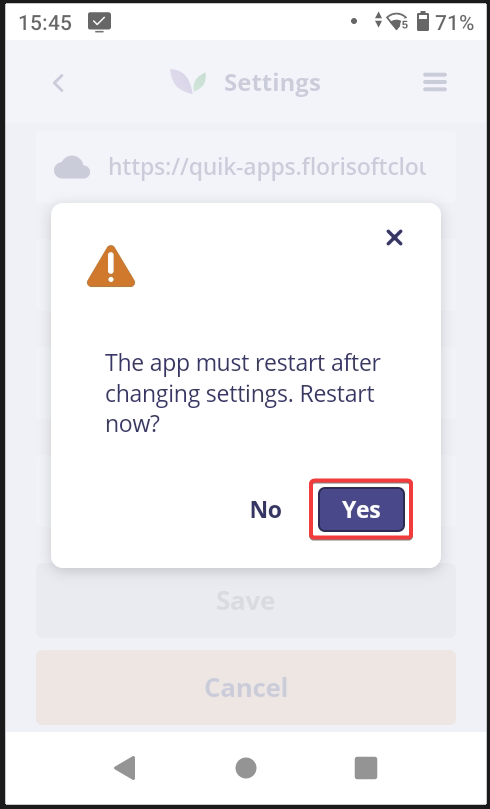 15:45
5 71%
Settings
https://quik-apps.florisoftclou
The app must restart after
changing settings. Restart
now?
No Yes
Save
Cancel